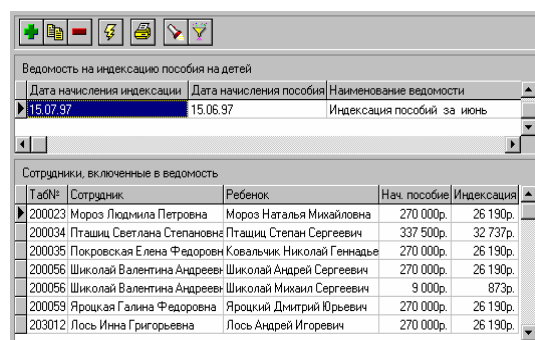 Ведомость на индексацию пособия на детей
Дата начисления индексации Дата начисления пособия Наименование ведомости
15.07.97 15.06.97 Индексация пособий за июнь
Сотрудники, включенные в ведомость
Таб№ Сотрудник Ребенок Нач. пособие Индексация
200023 Мороз Людмила Петровна Мороз Наталья Михайловна 270 000р. 26 190р.
200034 Пташиц Светлана Степановна Птащиц Степан Сергеевич 337 500р. 32 737р.
200035 Покровская Елена Федоровн Ковальчик Николай Геннадье 270 000р. 26 190р.
200056 Шиколай Валентина Андреевн Шиколай Андрей Сергеевич 270 000р. 26 190р.
200056 Шиколай Валентина Андреевн Шиколай Михаил Сергеевич 9 000р. 873р.
200059 Яроцкая Галина Федоровна Яроцкий Дмитрий Юрьевич 270 000р. 26 190р.
203012 Лось Инна Григорьевна Лось Андрей Игоревич 270 000р. 26 190р.